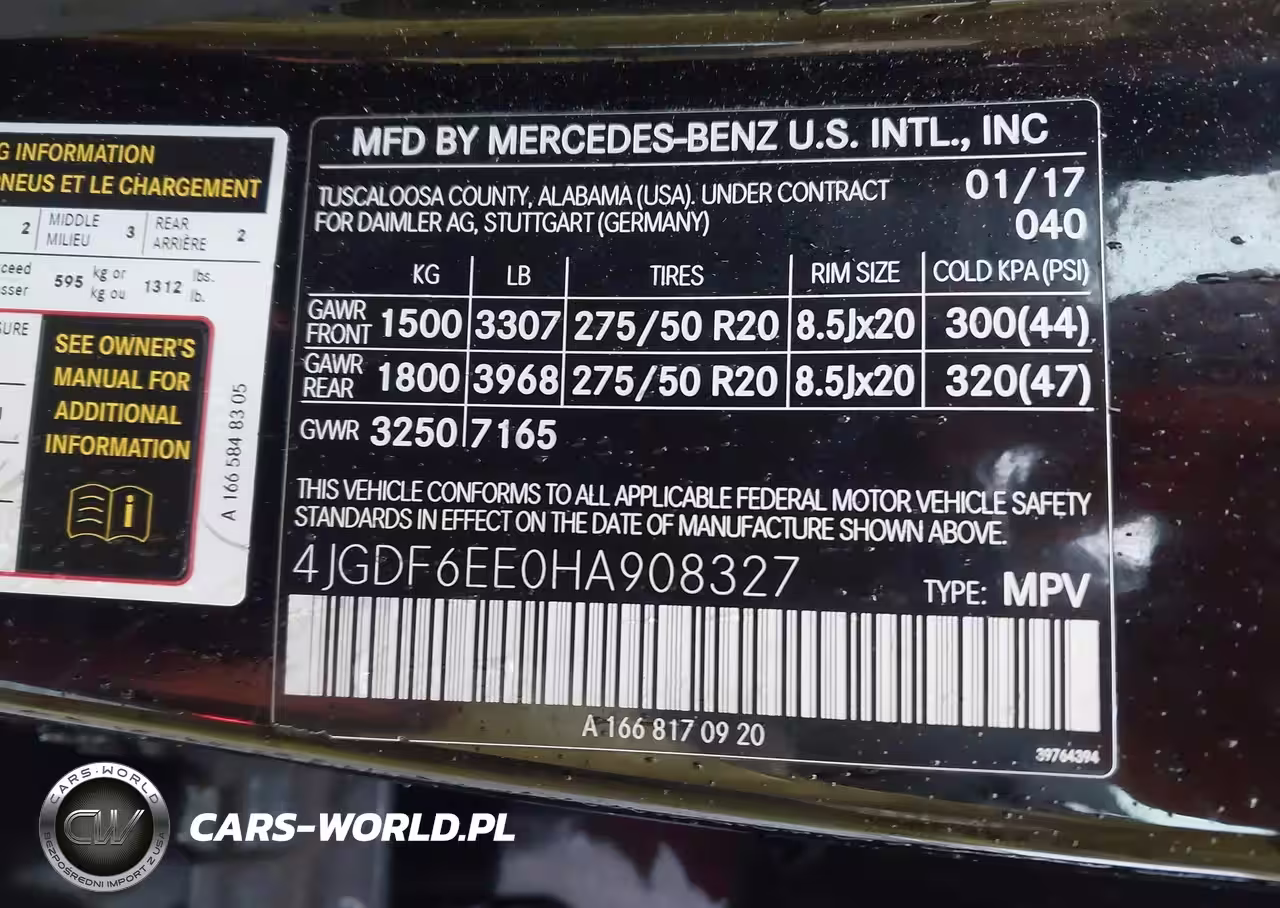 G INFORMATION
PNEUS ET LE CHARGEMENT
2 MIDDLE MILIEU 3 REAR ARRIÈRE 2
595 kg or kg ou 1312 lbs. lb.
SEE OWNER'S
MANUAL FOR
ADDITIONAL
INFORMATION
i
A 166 584 83 05
MFD BY MERCEDES-BENZ U.S. INTL., INC
TUSCALOOSA COUNTY, ALABAMA (USA). UNDER CONTRACT 01/17
FOR DAIMLER AG, STUTTGART (GERMANY) 040
KG LB TIRES RIM SIZE COLD KPA (PSI)
GAWR FRONT 1500 3307 275/50 R20 8.5Jx20 300(44)
GAWR REAR 1800 3968 275/50 R20 8.5Jx20 320(47)
GVWR 3250 7165
THIS VEHICLE CONFORMS TO ALL APPLICABLE FEDERAL MOTOR VEHICLE SAFETY
STANDARDS IN EFFECT ON THE DATE OF MANUFACTURE SHOWN ABOVE.
4JGDF6EE0HA908327 TYPE: MPV
A 166 817 09 20
39764394
CARS-WORLD
CW
BEZPOŚREDNI IMPORT Z USA
CARS-WORLD.PL